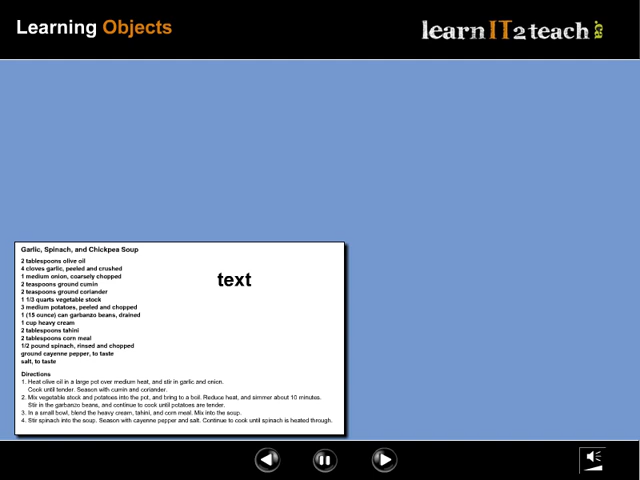 Learning Objects
learnIT2teach.ca
Garlic, Spinach, and Chickpea Soup
2 tablespoons olive oil
4 cloves garlic, peeled and crushed
1 medium onion, coarsely chopped
2 teaspoons ground cumin
2 teaspoons ground coriander
1 1/3 quarts vegetable stock
3 medium potatoes, peeled and chopped
1 (15 ounce) can garbanzo beans, drained
1 cup heavy cream
2 tablespoons tahini
2 tablespoons corn meal
1/2 pound spinach, rinsed and chopped
ground cayenne pepper, to taste
salt, to taste
text
Directions
1. Heat olive oil in a large pot over medium heat, and stir in garlic and onion.
Cook until tender. Season with cumin and coriander.
2. Mix vegetable stock and potatoes into the pot, and bring to a boil. Reduce heat, and simmer about 10 minutes.
Stir in the garbanzo beans, and continue to cook until potatoes are tender.
3. In a small bowl, blend the heavy cream, tahini, and corn meal. Mix into the soup.
4. Stir spinach into the soup. Season with cayenne pepper and salt. Continue to cook until spinach is heated through.